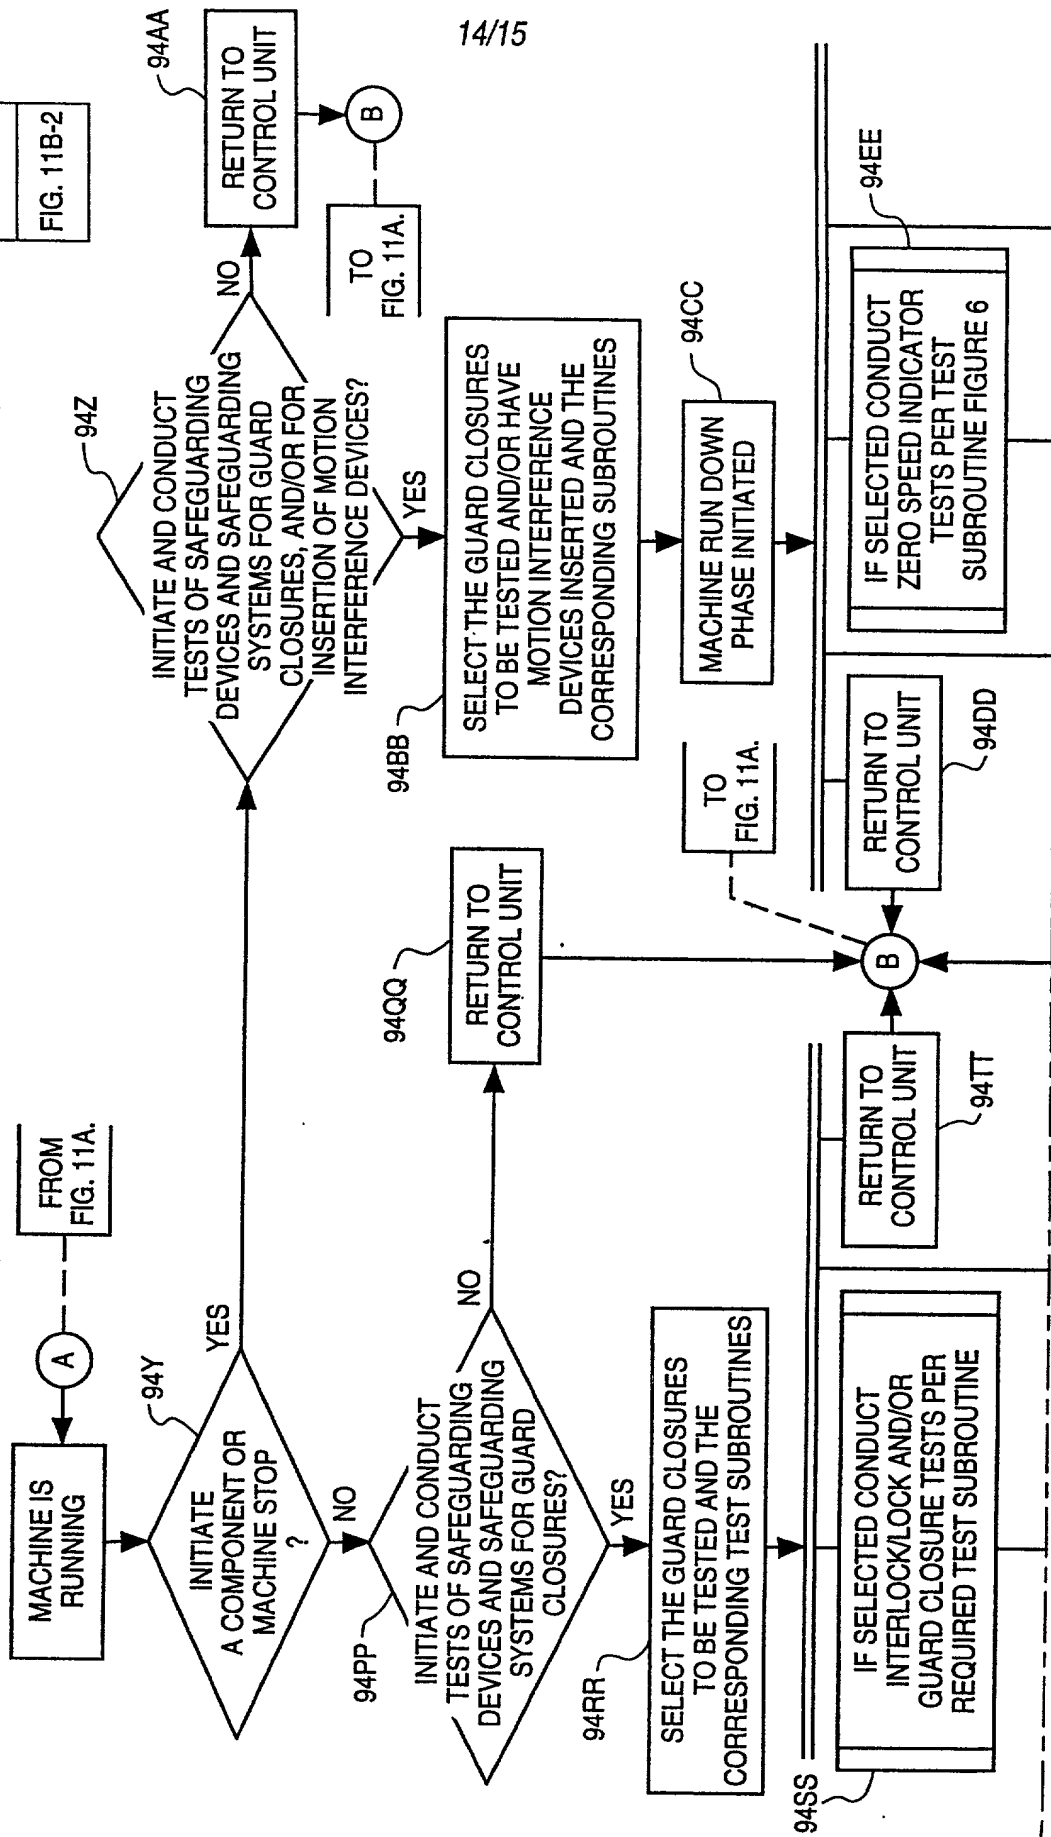 14/15
FIG. 11B-2
MACHINE IS
RUNNING
A
FROM
FIG. 11A.
94Y
INITIATE
A COMPONENT OR
MACHINE STOP
?
YES
NO
94Z
INITIATE AND CONDUCT
TESTS OF SAFEGUARDING
DEVICES AND SAFEGUARDING
SYSTEMS FOR GUARD
CLOSURES, AND/OR FOR
INSERTION OF MOTION
INTERFERENCE DEVICES?
NO
YES
94AA
RETURN TO
CONTROL UNIT
B
TO
FIG. 11A.
94BB
SELECT THE GUARD CLOSURES
TO BE TESTED AND/OR HAVE
MOTION INTERFERENCE
DEVICES INSERTED AND THE
CORRESPONDING SUBROUTINES
94CC
MACHINE RUN DOWN
PHASE INITIATED
94PP
INITIATE AND CONDUCT
TESTS OF SAFEGUARDING
DEVICES AND SAFEGUARDING
SYSTEMS FOR GUARD
CLOSURES?
NO
YES
94QQ
RETURN TO
CONTROL UNIT
TO
FIG. 11A.
94RR
SELECT THE GUARD CLOSURES
TO BE TESTED AND THE
CORRESPONDING TEST SUBROUTINES
94SS
IF SELECTED CONDUCT
INTERLOCK/LOCK AND/OR
GUARD CLOSURE TESTS PER
REQUIRED TEST SUBROUTINE
RETURN TO
CONTROL UNIT
94TT
B
RETURN TO
CONTROL UNIT
94DD
IF SELECTED CONDUCT
ZERO SPEED INDICATOR
TESTS PER TEST
SUBROUTINE FIGURE 6
94EE